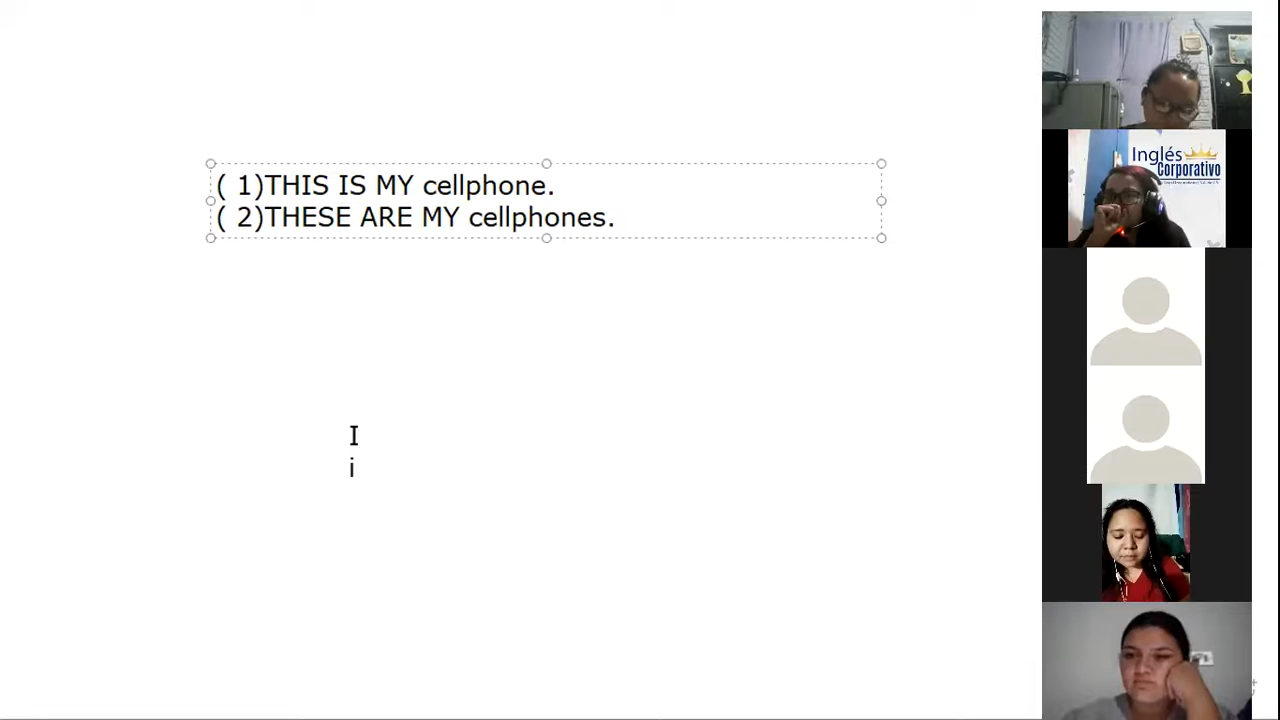 ( 1)THIS IS MY cellphone.
( 2)THESE ARE MY cellphones.
I
i
Inglés
Corporativo